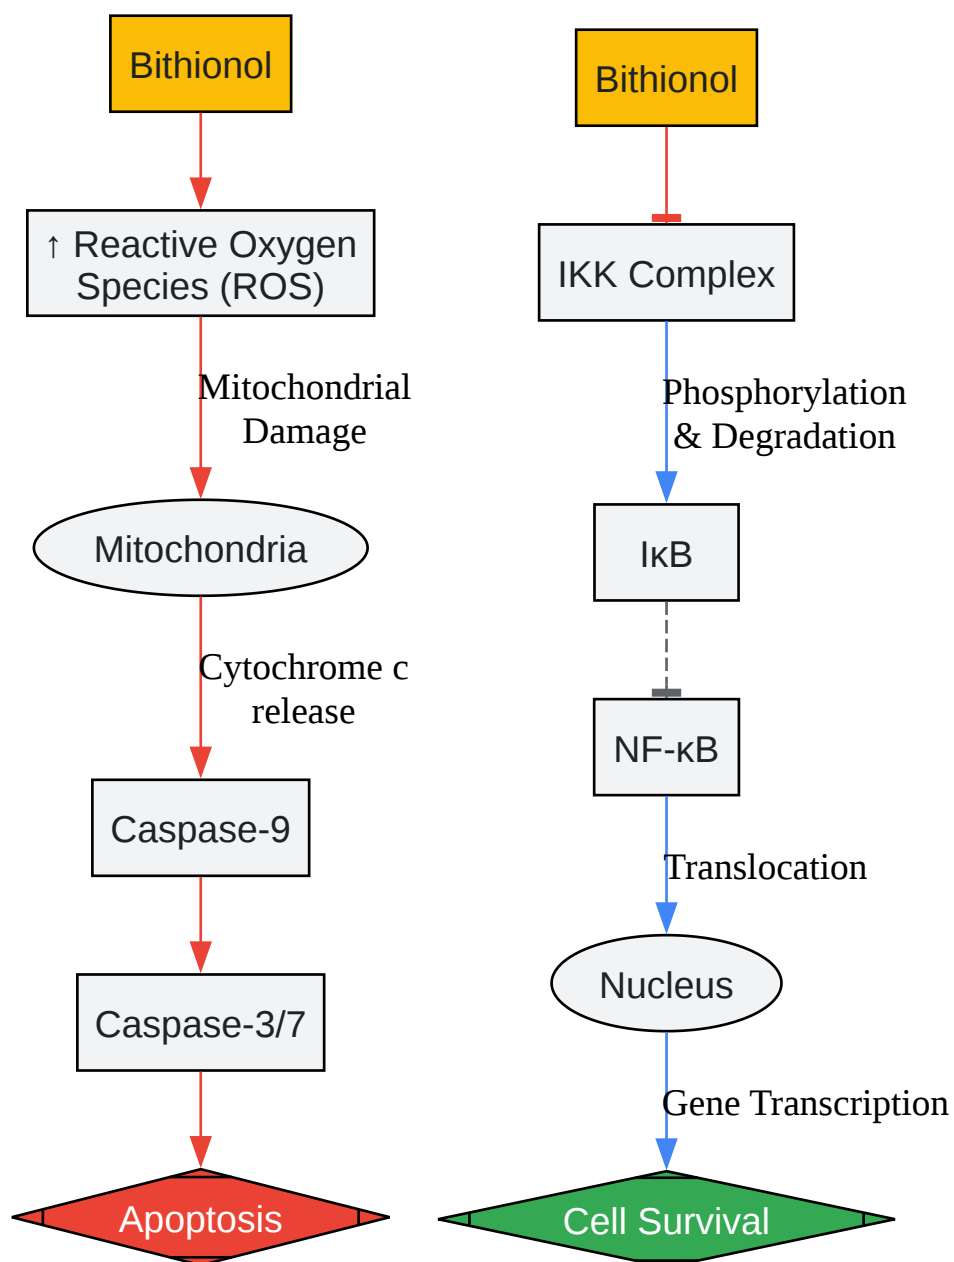 Bithionol
↑ Reactive Oxygen
Species (ROS)
Mitochondrial
Damage
Mitochondria
Cytochrome c
release
Caspase-9
Caspase-3/7
Apoptosis
Bithionol
IKK Complex
Phosphorylation
& Degradation
IκB
NF-κB
Translocation
Nucleus
Gene Transcription
Cell Survival